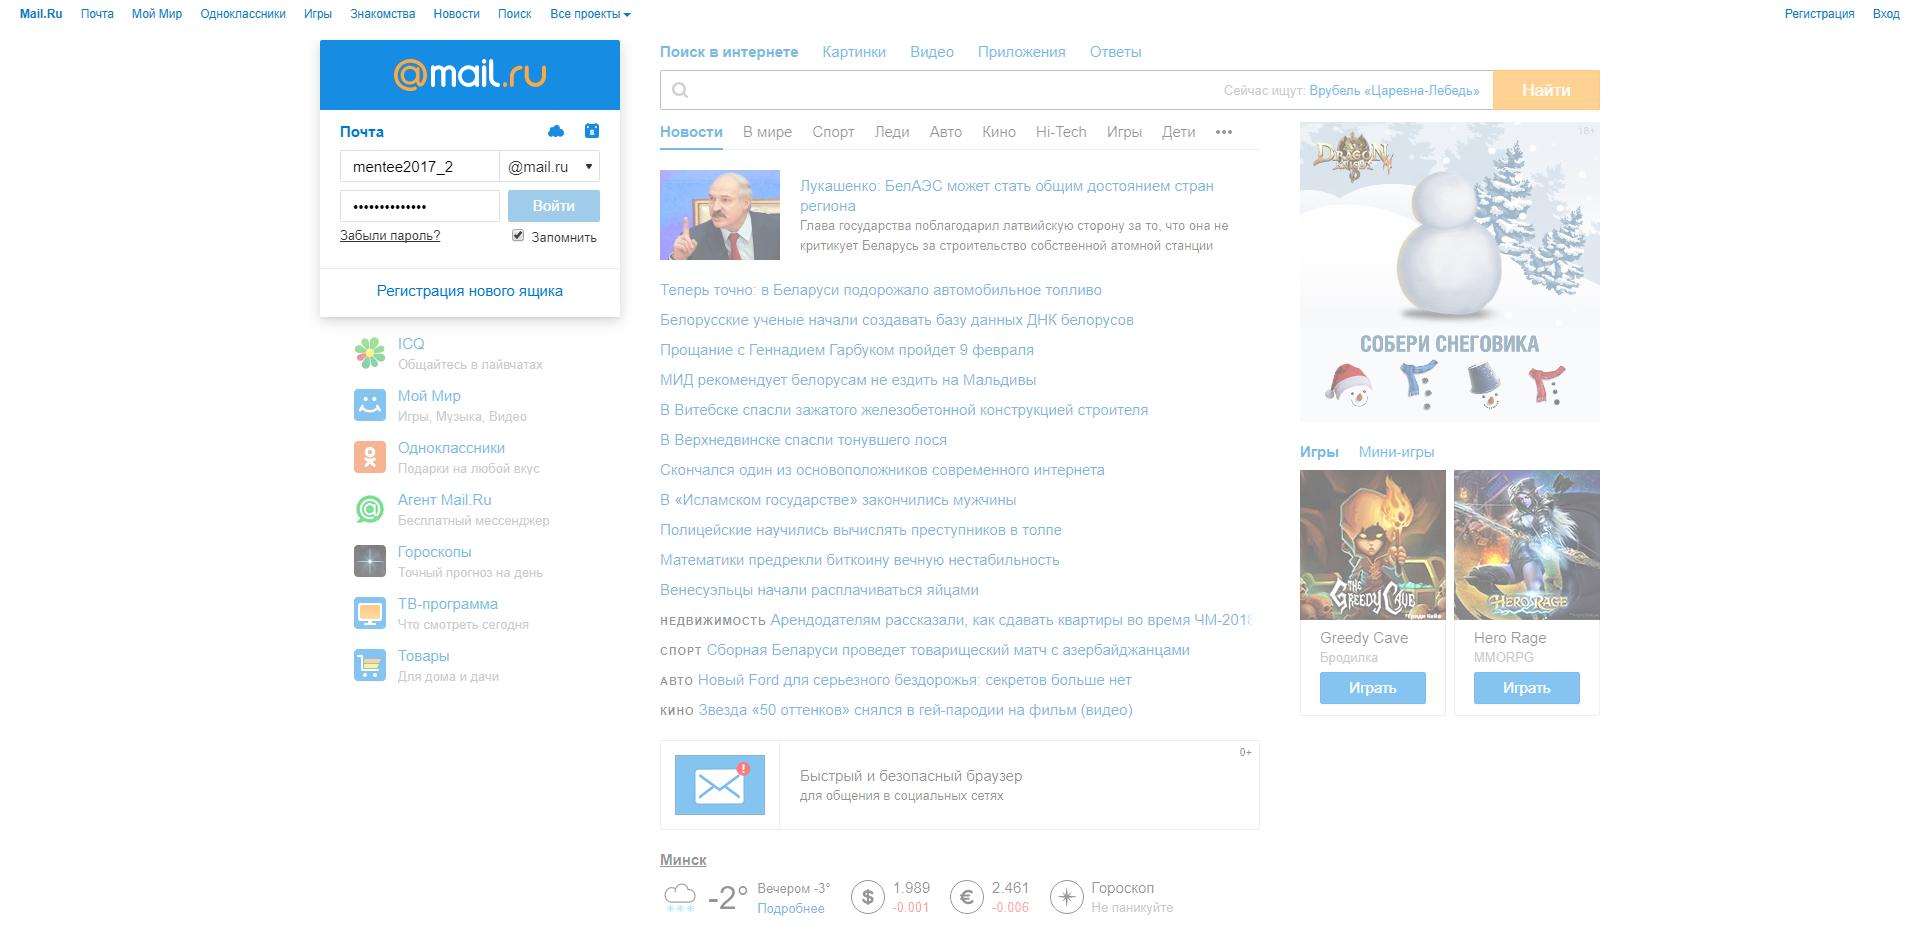 Mail.Ru Почта Мой Мир Одноклассники Игры Знакомства Новости Поиск Все проекты Регистрация Вход
@mail.ru
Почта
mentee2017_2 @mail.ru
•••••••••••••• Войти
Забыли пароль? Запомнить
Регистрация нового ящика
ICQ
Общайтесь в лайвчатах
Мой Мир
Игры, Музыка, Видео
Одноклассники
Подарки на любой вкус
Агент Mail.Ru
Бесплатный мессенджер
Гороскопы
Точный прогноз на день
ТВ-программа
Что смотреть сегодня
Товары
Для дома и дачи
Поиск в интернете Картинки Видео Приложения Ответы
Сейчас ищут: Врубель «Царевна-Лебедь» Найти
Новости В мире Спорт Леди Авто Кино Hi-Tech Игры Дети •••
Лукашенко: БелАЭС может стать общим достоянием стран
региона
Глава государства поблагодарил латвийскую сторону за то, что она не
критикует Беларусь за строительство собственной атомной станции
Теперь точно: в Беларуси подорожало автомобильное топливо
Белорусские ученые начали создавать базу данных ДНК белорусов
Прощание с Геннадием Гарбуком пройдет 9 февраля
МИД рекомендует белорусам не ездить на Мальдивы
В Витебске спасли зажатого железобетонной конструкцией строителя
В Верхнедвинске спасли тонувшего лося
Скончался один из основоположников современного интернета
В «Исламском государстве» закончились мужчины
Полицейские научились вычислять преступников в толпе
Математики предрекли биткоину вечную нестабильность
Венесуэльцы начали расплачиваться яйцами
НЕДВИЖИМОСТЬ Арендодателям рассказали, как сдавать квартиры во время ЧМ-2018
СПОРТ Сборная Беларуси проведет товарищеский матч с азербайджанцами
АВТО Новый Ford для серьезного бездорожья: секретов больше нет
КИНО Звезда «50 оттенков» снялся в гей-пародии на фильм (видео)
0+
Быстрый и безопасный браузер
для общения в социальных сетях
Минск
-2° Вечером -3° $ 1.989 € 2.461 Гороскоп
Подробнее -0.001 -0.006 Не паникуйте
18+
DRAGON
KNIGHT
СОБЕРИ СНЕГОВИКА
Игры Мини-игры
THE
GREEDY CAVE
HERO RAGE
Greedy Cave
Бродилка
Играть
Hero Rage
MMORPG
Играть